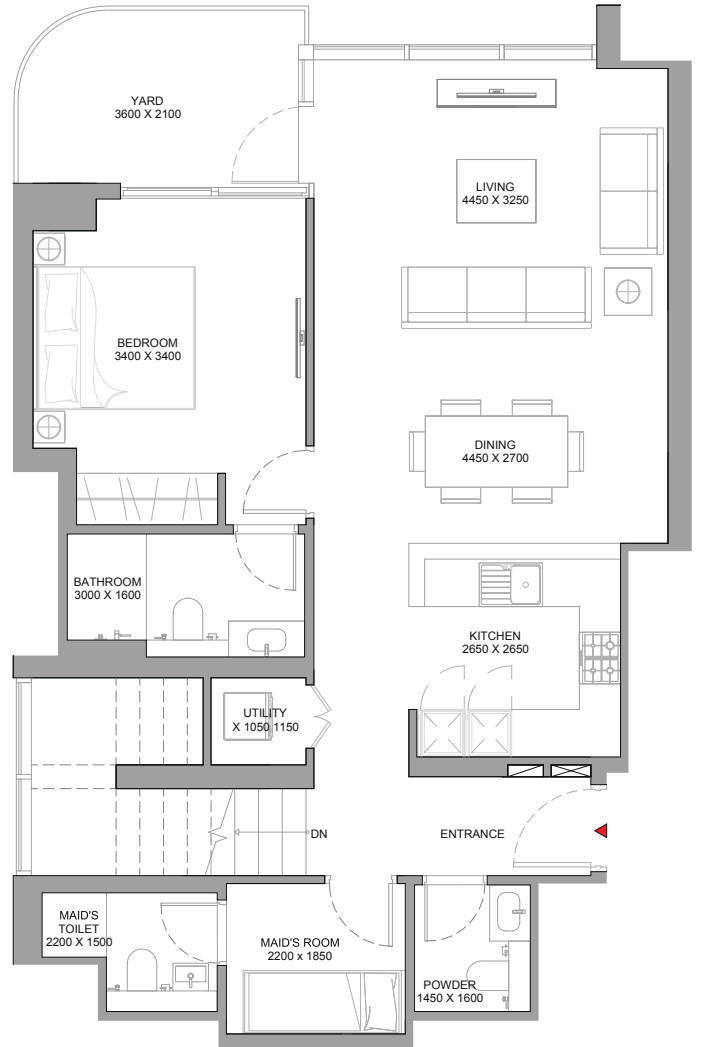 YARD
3600 X 2100
LIVING
4450 X 3250
BEDROOM
3400 X 3400
DINING
4450 X 2700
BATHROOM
3000 X 1600
KITCHEN
2650 X 2650
UTILITY
X 1050 1150
DN
ENTRANCE
MAID'S
TOILET
2200 X 1500
MAID'S ROOM
2200 x 1850
POWDER
1450 X 1600